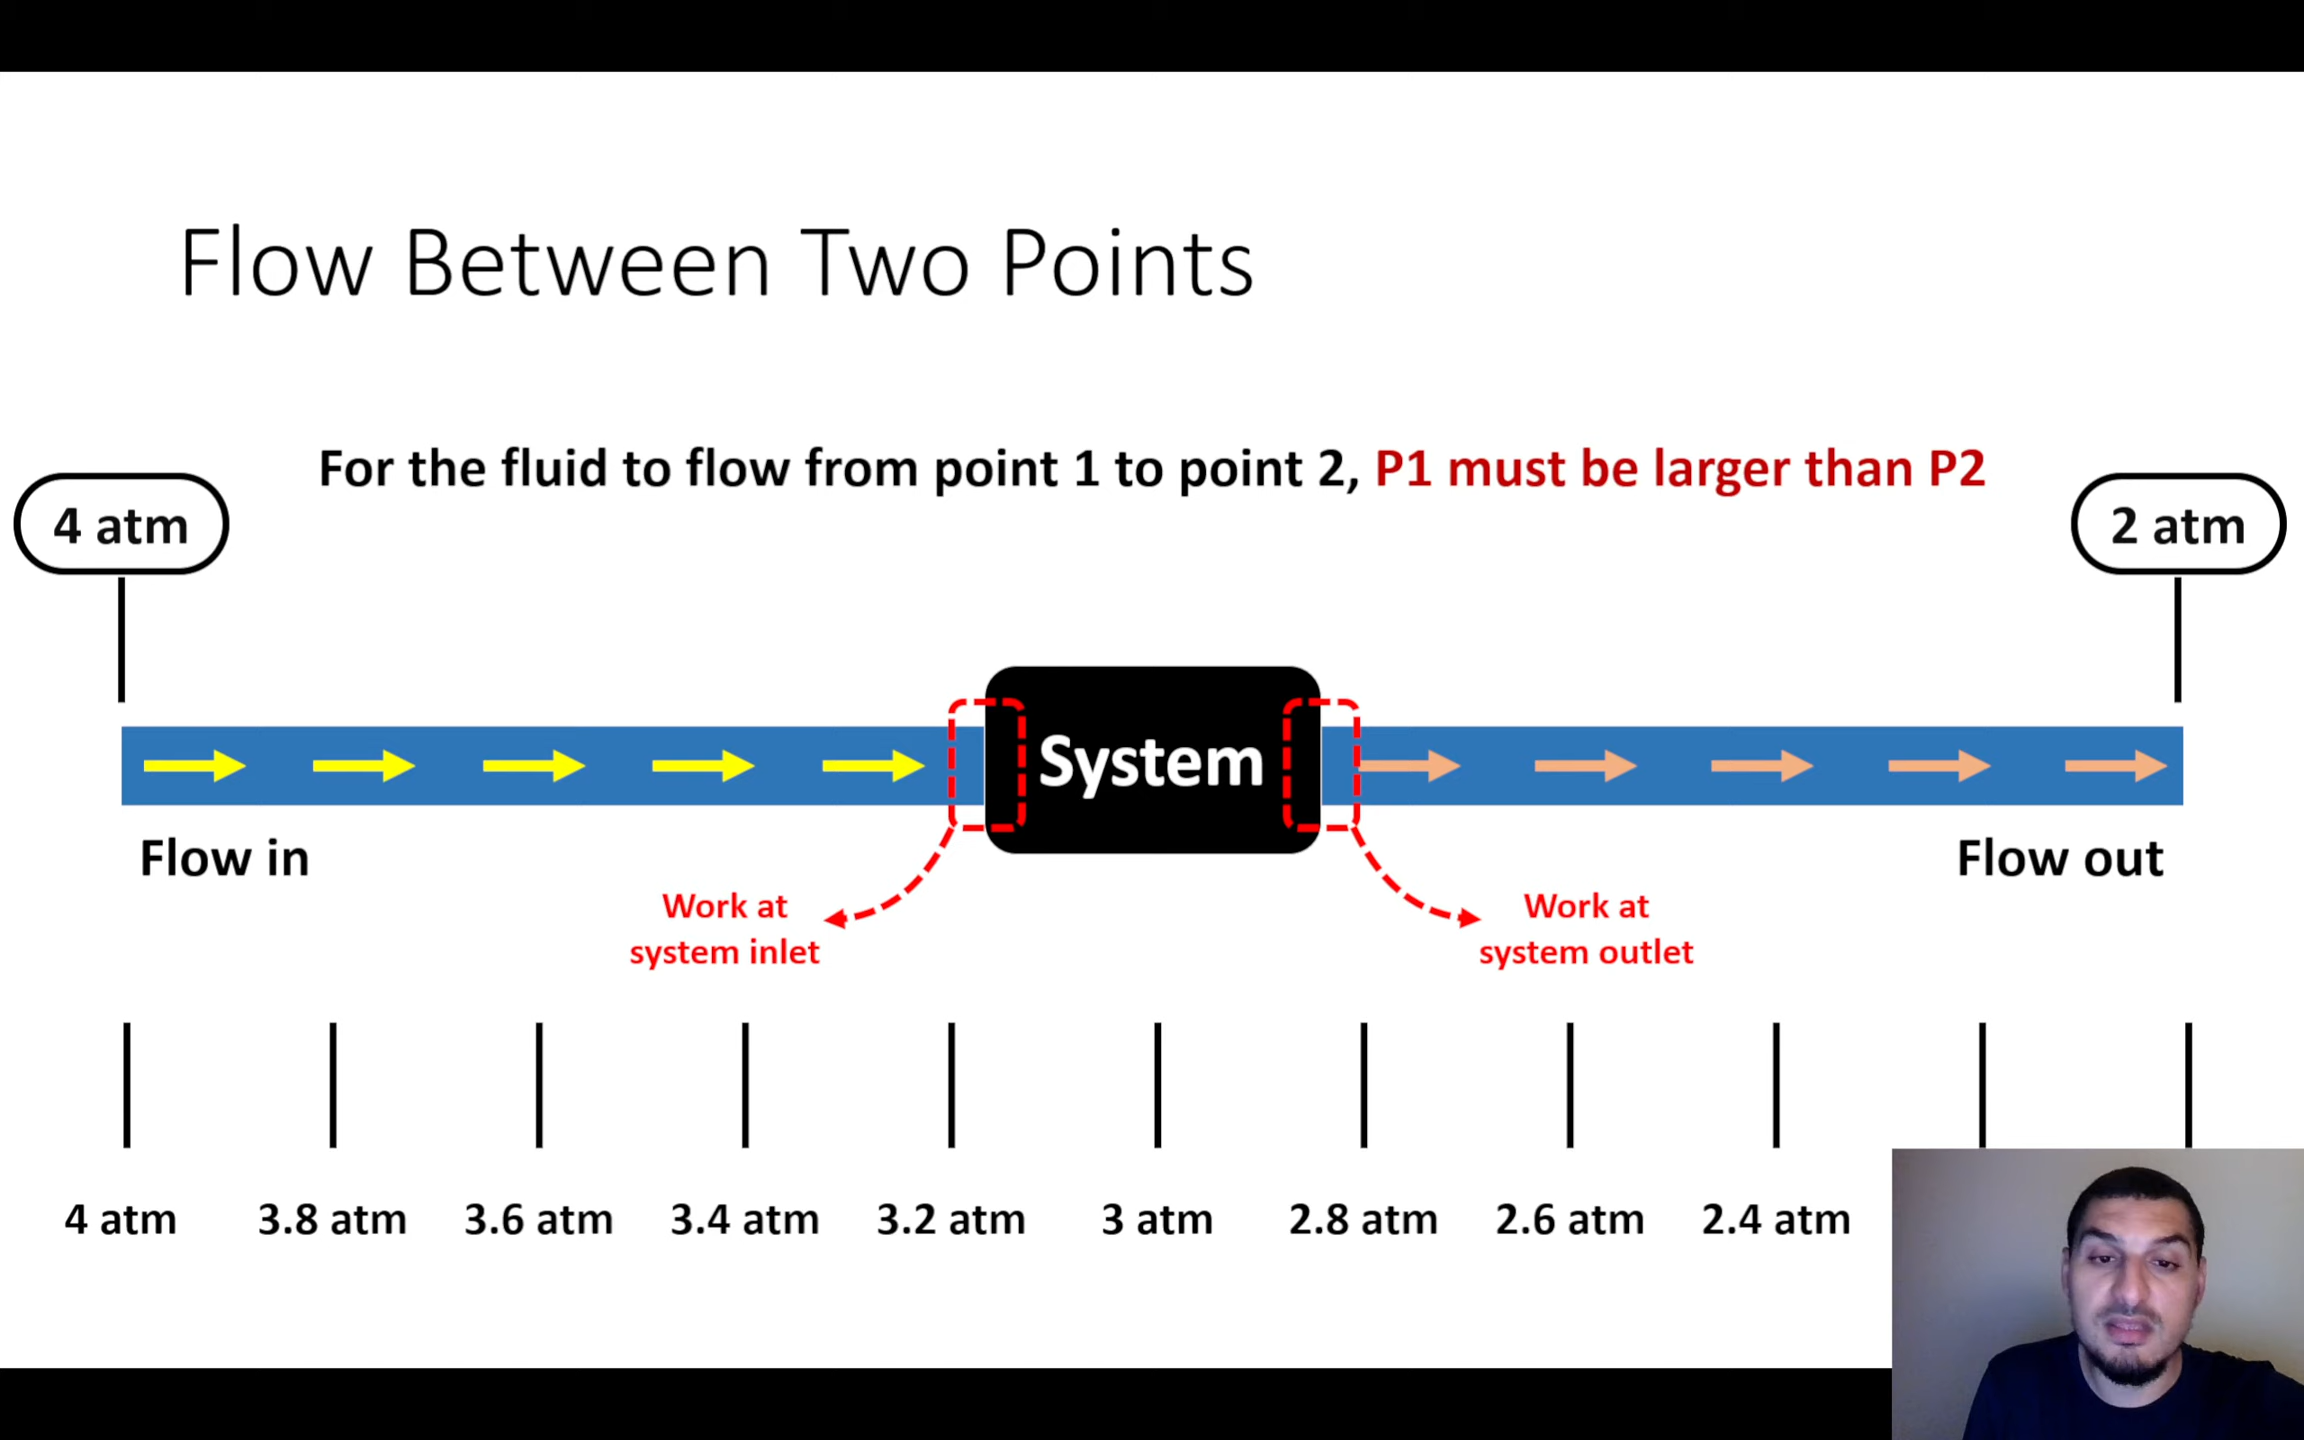 Flow Between Two Points
For the fluid to flow from point 1 to point 2, P1 must be larger than P2
4 atm
2 atm
System
Flow in
Flow out
Work at
system inlet
Work at
system outlet
4 atm
3.8 atm
3.6 atm
3.4 atm
3.2 atm
3 atm
2.8 atm
2.6 atm
2.4 atm